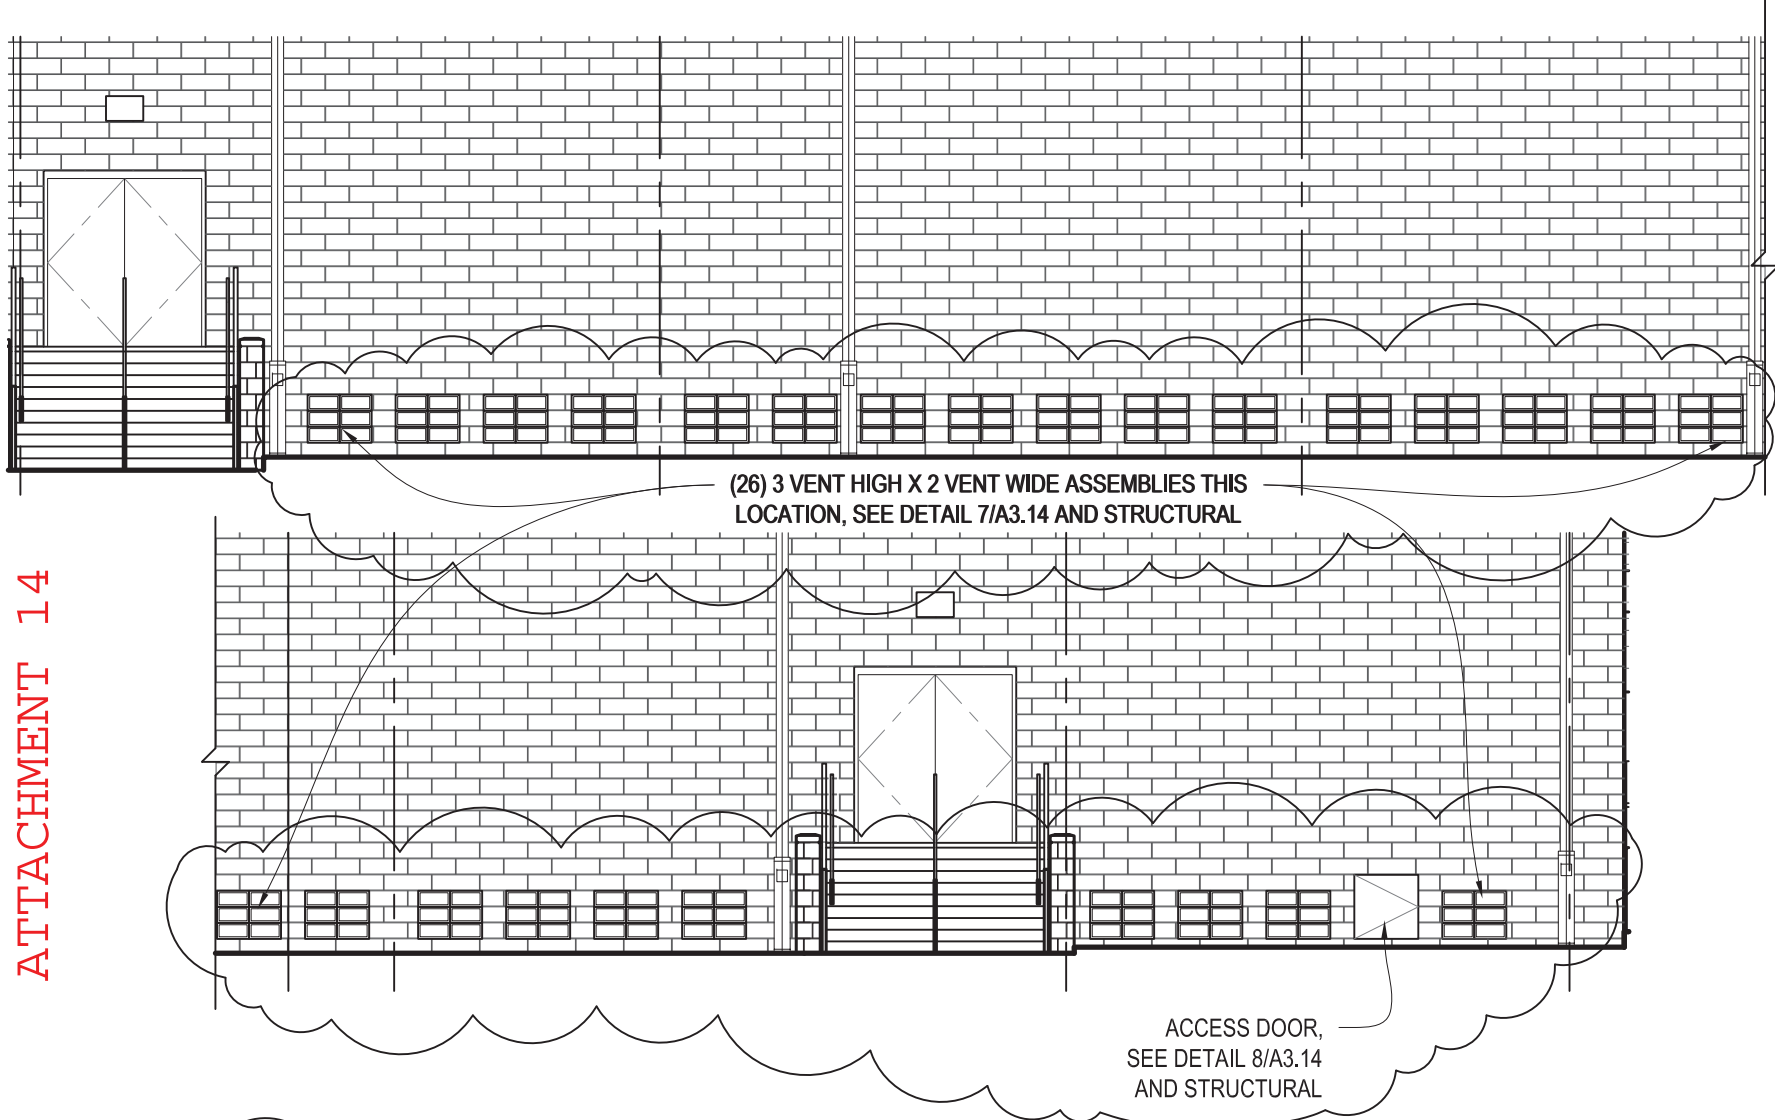 (26) 3 VENT HIGH X 2 VENT WIDE ASSEMBLIES THIS
LOCATION, SEE DETAIL 7/A3.14 AND STRUCTURAL
ATTACHMENT 14
ACCESS DOOR,
SEE DETAIL 8/A3.14
AND STRUCTURAL